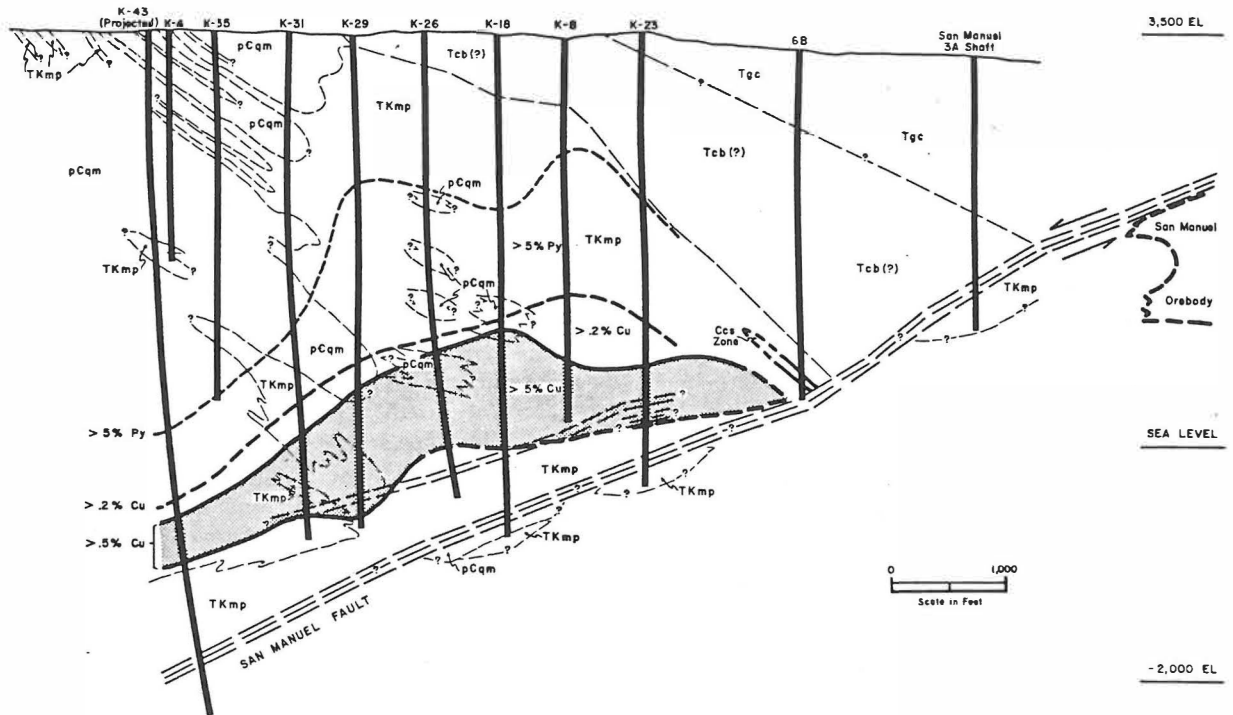 K-43
(Projected)
K-4
K-55
K-31
K-29
K-26
K-18
K-8
K-23
6B
San Manuel
3A Shaft
3,500 EL
TKmp
pCqm
Tcb(?)
Tgc
?
TKmp
pCqm
pCqm
Tcb(?)
Tgc
pCqm
pCqm
San Manuel
TKmp
>5% Py
TKmp
pCqm
Tcb(?)
TKmp
Orebody
pCqm
>.2% Cu
Ccs
Zone
TKmp
pCqm
>5% Cu
>5% Py
SEA LEVEL
TKmp
TKmp
TKmp
>.2% Cu
>.5% Cu
TKmp
pCqm
TKmp
SAN MANUEL FAULT
0
1,000
Scale in Feet
-2,000 EL